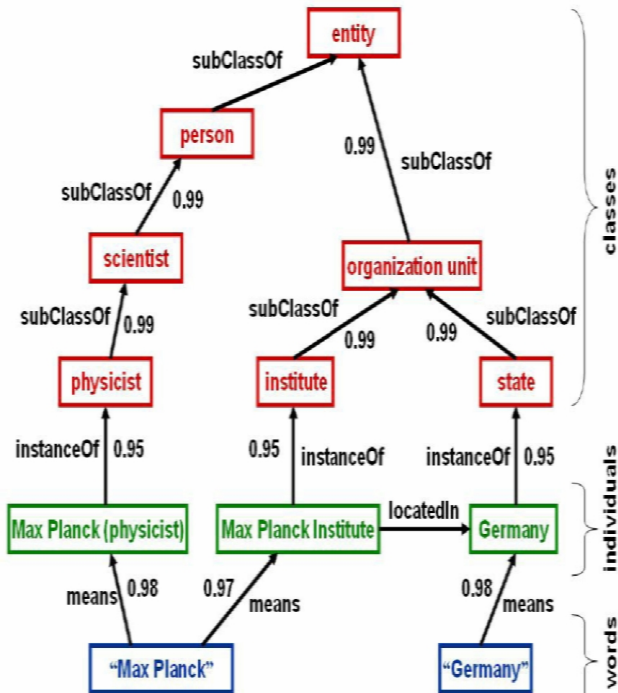 entity
subClassOf
person
0.99
subClassOf
subClassOf
0.99
scientist
organization unit
subClassOf
0.99
subClassOf
0.99
0.99
subClassOf
physicist
institute
state
classes
instanceOf
0.95
0.95
instanceOf
instanceOf
0.95
Max Planck (physicist)
Max Planck Institute
locatedIn
Germany
individuals
means
0.98
0.97
means
0.98
means
“Max Planck”
“Germany”
words